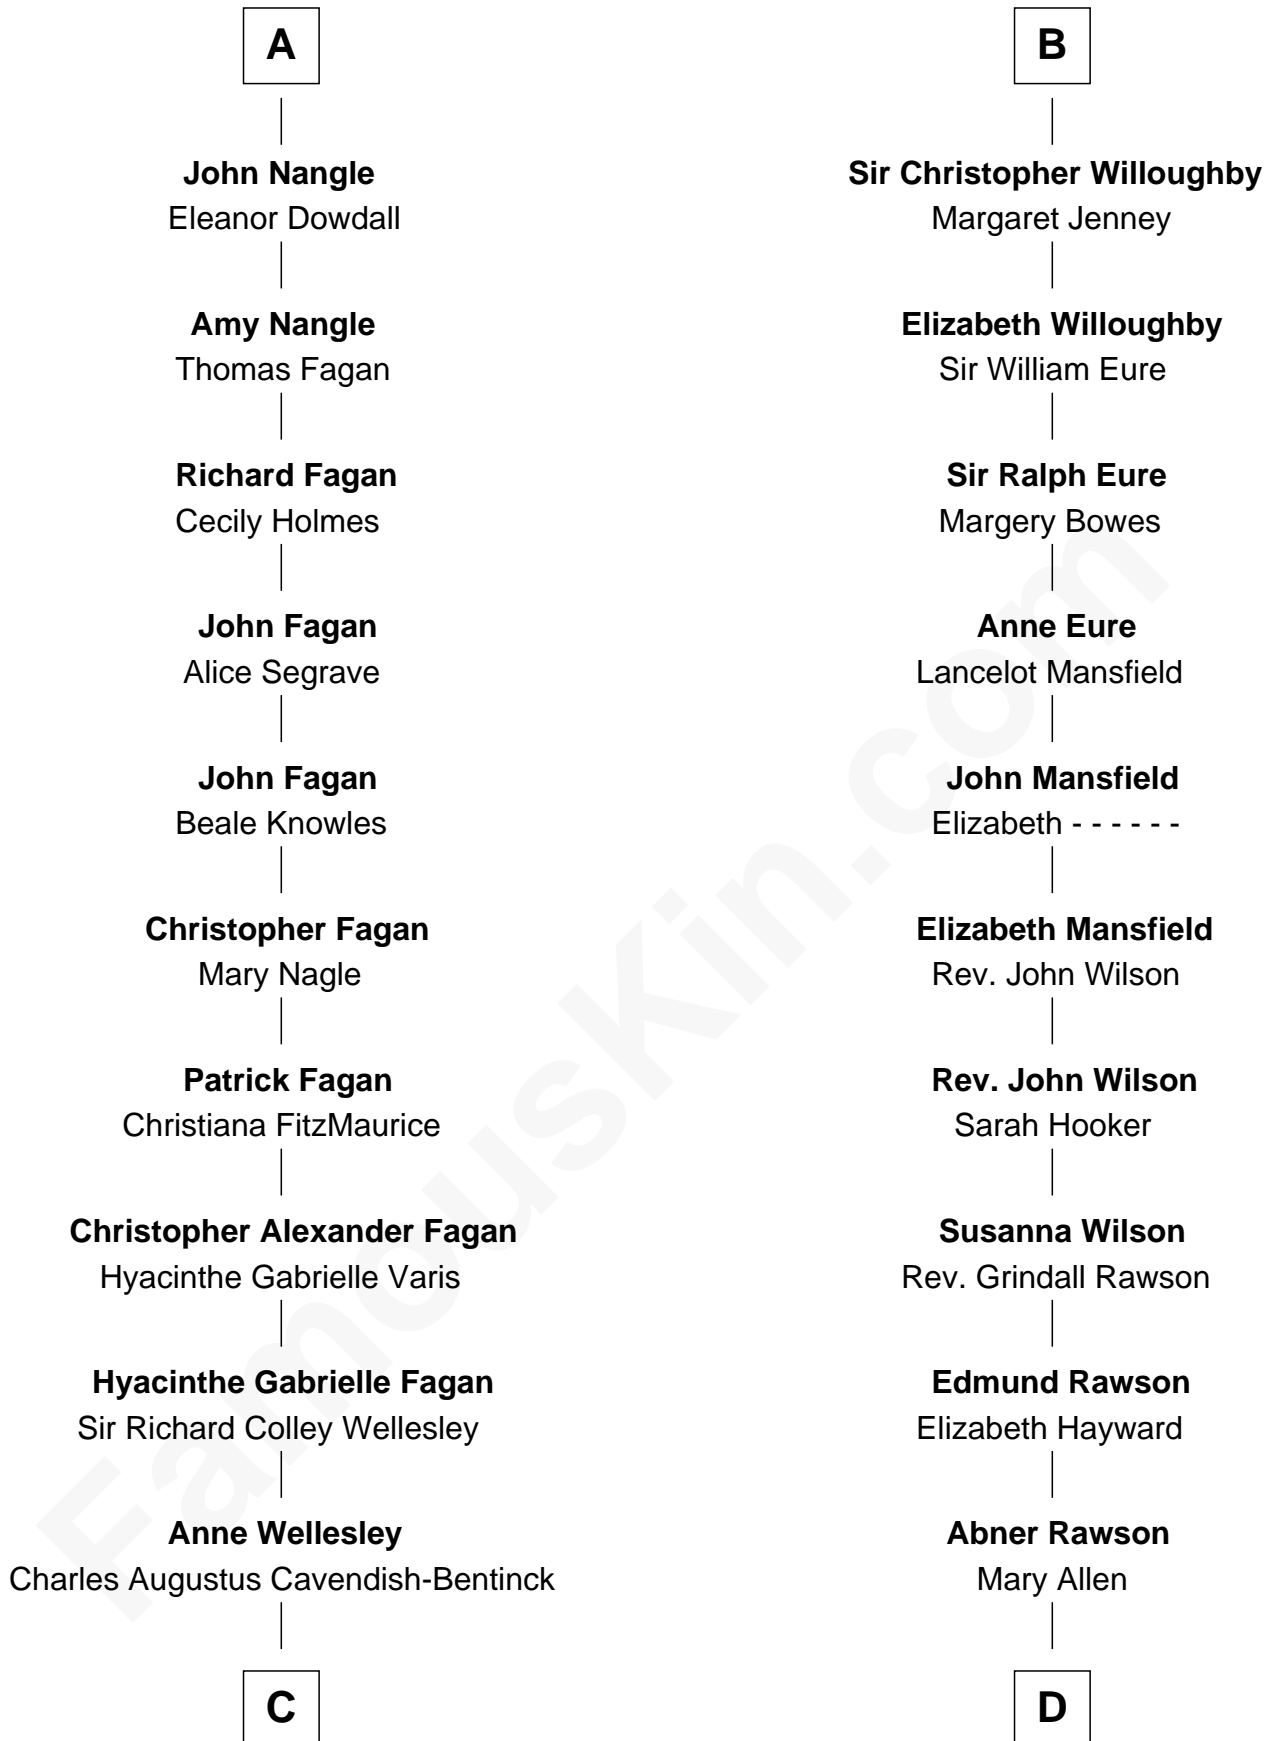 A
John Nangle
Eleanor Dowdall
Amy Nangle
Thomas Fagan
Richard Fagan
Cecily Holmes
John Fagan
Alice Segrave
John Fagan
Beale Knowles
Christopher Fagan
Mary Nagle
Patrick Fagan
Christiana FitzMaurice
Christopher Alexander Fagan
Hyacinthe Gabrielle Varis
Hyacinthe Gabrielle Fagan
Sir Richard Colley Wellesley
Anne Wellesley
Charles Augustus Cavendish-Bentinck
C
B
Sir Christopher Willoughby
Margaret Jenney
Elizabeth Willoughby
Sir William Eure
Sir Ralph Eure
Margery Bowes
Anne Eure
Lancelot Mansfield
John Mansfield
Elizabeth - - - - - -
Elizabeth Mansfield
Rev. John Wilson
Rev. John Wilson
Sarah Hooker
Susanna Wilson
Rev. Grindall Rawson
Edmund Rawson
Elizabeth Hayward
Abner Rawson
Mary Allen
D
FamousKin.com